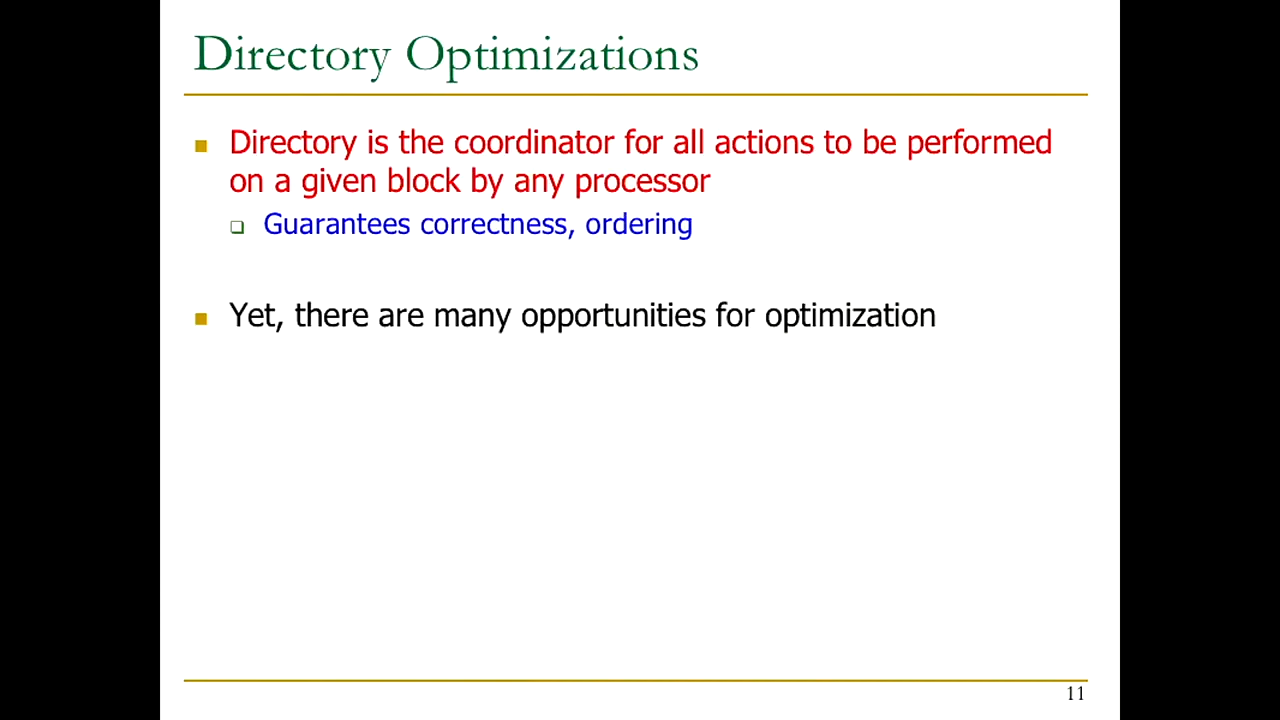 Directory Optimizations
Directory is the coordinator for all actions to be performed
on a given block by any processor
Guarantees correctness, ordering
Yet, there are many opportunities for optimization
11